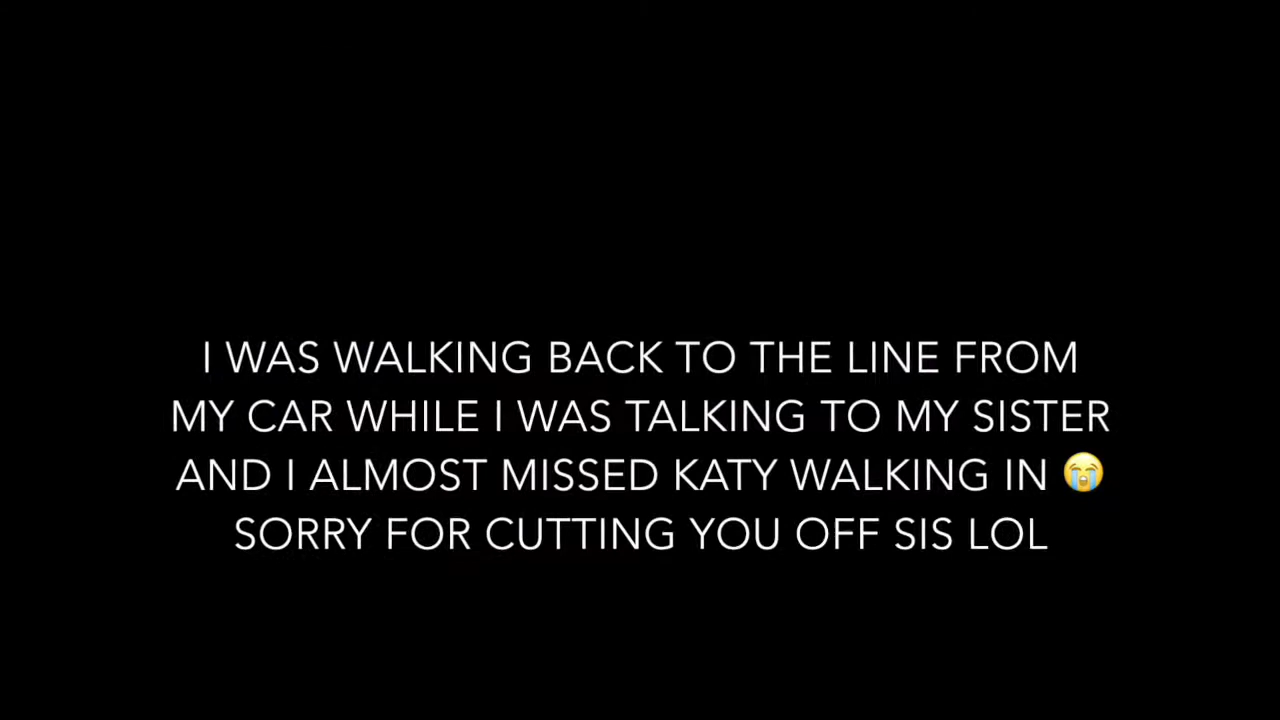 I WAS WALKING BACK TO THE LINE FROM
MY CAR WHILE I WAS TALKING TO MY SISTER
AND I ALMOST MISSED KATY WALKING IN 😭
SORRY FOR CUTTING YOU OFF SIS LOL